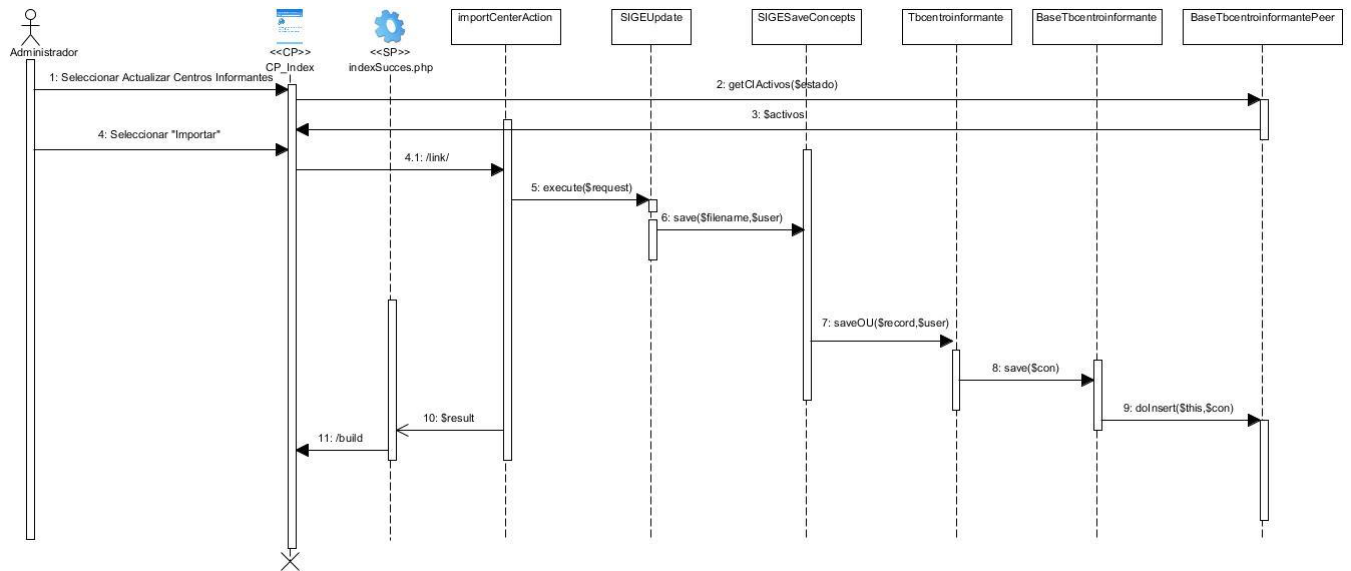 importCenterAction
SIGEUpdate
SIGESaveConcepts
Tbcentroinformante
BaseTbcentroinformante
BaseTbcentroinformantePeer
Administrador
<<CP>>
CP_Index
<<SP>>
indexSucces.php
1: Seleccionar Actualizar Centros Informantes
2: getCIActivos($estado)
3: $activos
4: Seleccionar "Importar"
4.1: /link/
5: execute($request)
6: save($filename,$user)
7: saveOU($record,$user)
8: save($con)
9: doInsert($this,$con)
10: $result
11: /build